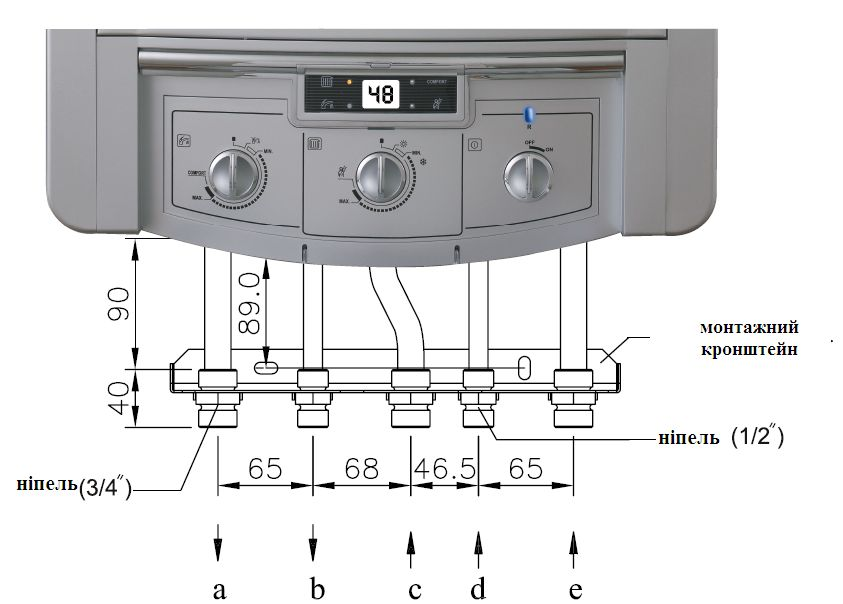 COMFORT
48
R
OFF
ON
MIN.
COMFORT
MAX.
MIN.
MAX.
90
89.0
40
монтажний
кронштейн
ніпель (1/2″)
ніпель(3/4″)
65
68
46.5
65
a
b
c
d
e